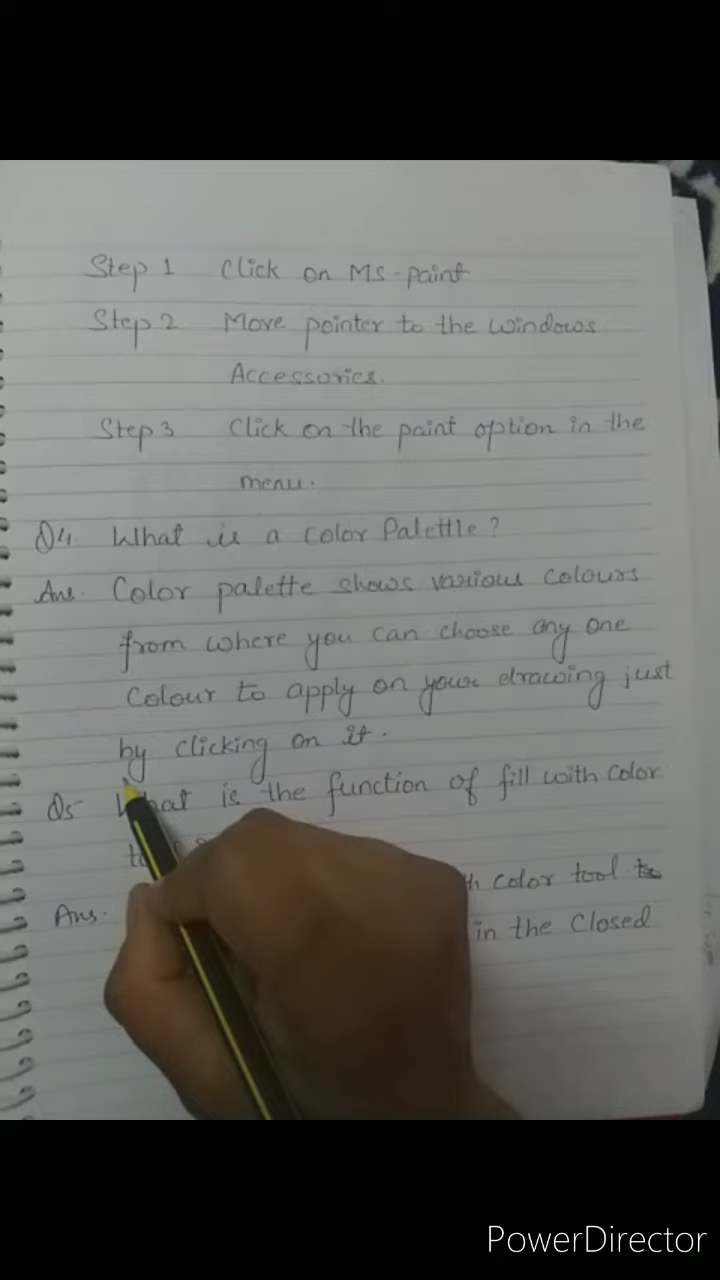 Step 1 Click on Ms-paint
Step 2 Move pointer to the windows
Accessories.
Step 3 Click on the paint option in the
menu.
Q4. What is a color Palettle?
Ans. Color palette shows various colours
from where you can choose any one
Colour to apply on your drawing just
by clicking on it.
Q5 What is the function of fill with color
color tool to
Ans. in the Closed
PowerDirector